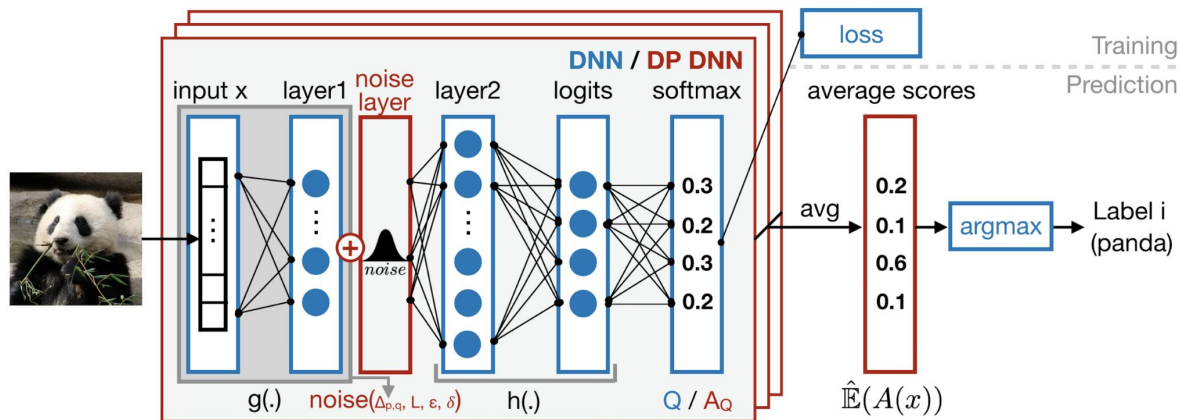 loss
Training
Prediction
DNN / DP DNN
input x
layer1
noise
layer
layer2
logits
softmax
average scores
⋯
⋮
+
noise
⋮
0.3
0.2
0.3
0.2
avg
0.2
0.1
0.6
0.1
argmax
Label i
(panda)
g(.)
noise(Δp,q, L, ε, δ)
h(.)
Q / AQ
𝔼̂(A(x))